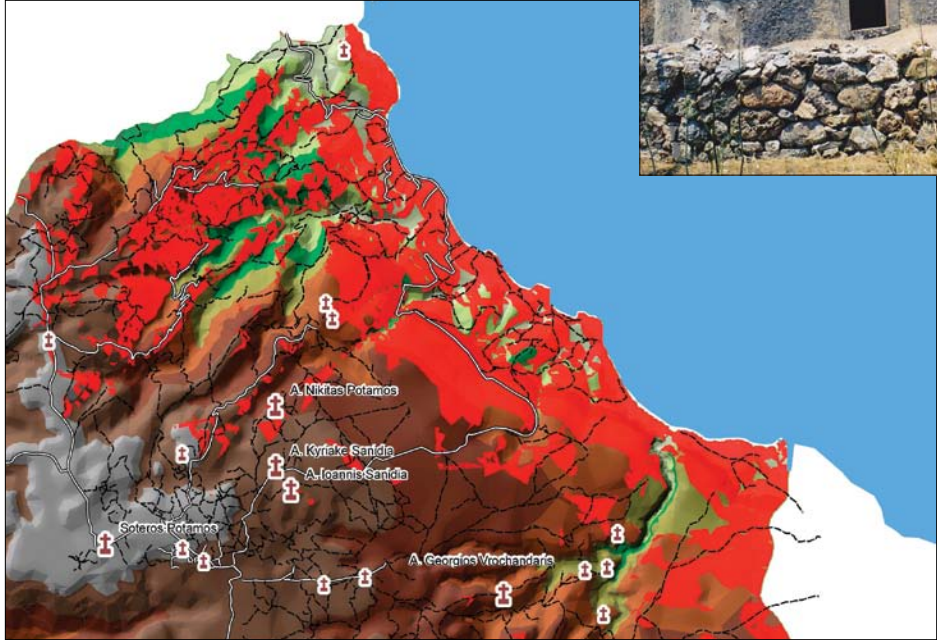 A. Nikitas Potamos
A. Kyriake Sanidia
A. Ioannis Sanidia
Soteros Potamos
A. Georgios Vrochandaris